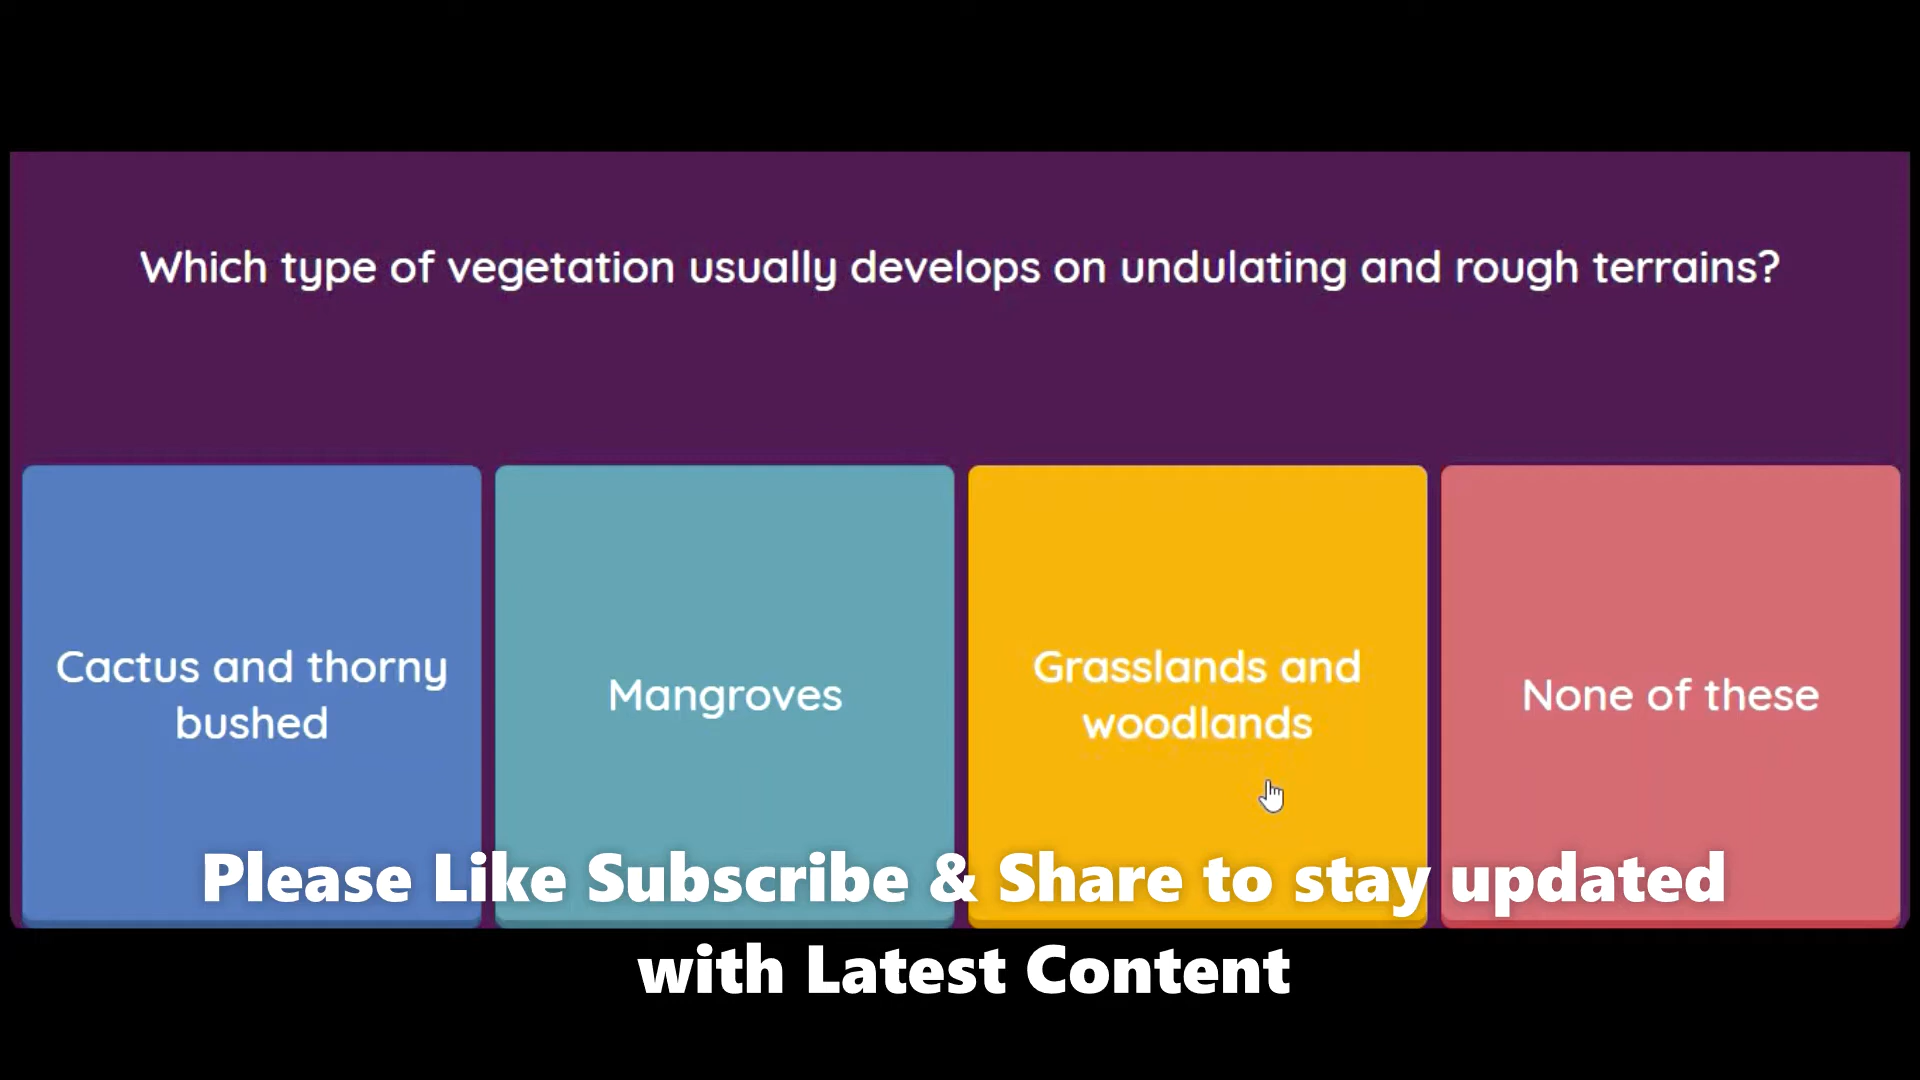 Which type of vegetation usually develops on undulating and rough terrains?
Cactus and thorny
bushed
Mangroves
Grasslands and
woodlands
None of these
Please Like Subscribe & Share to stay updated
with Latest Content